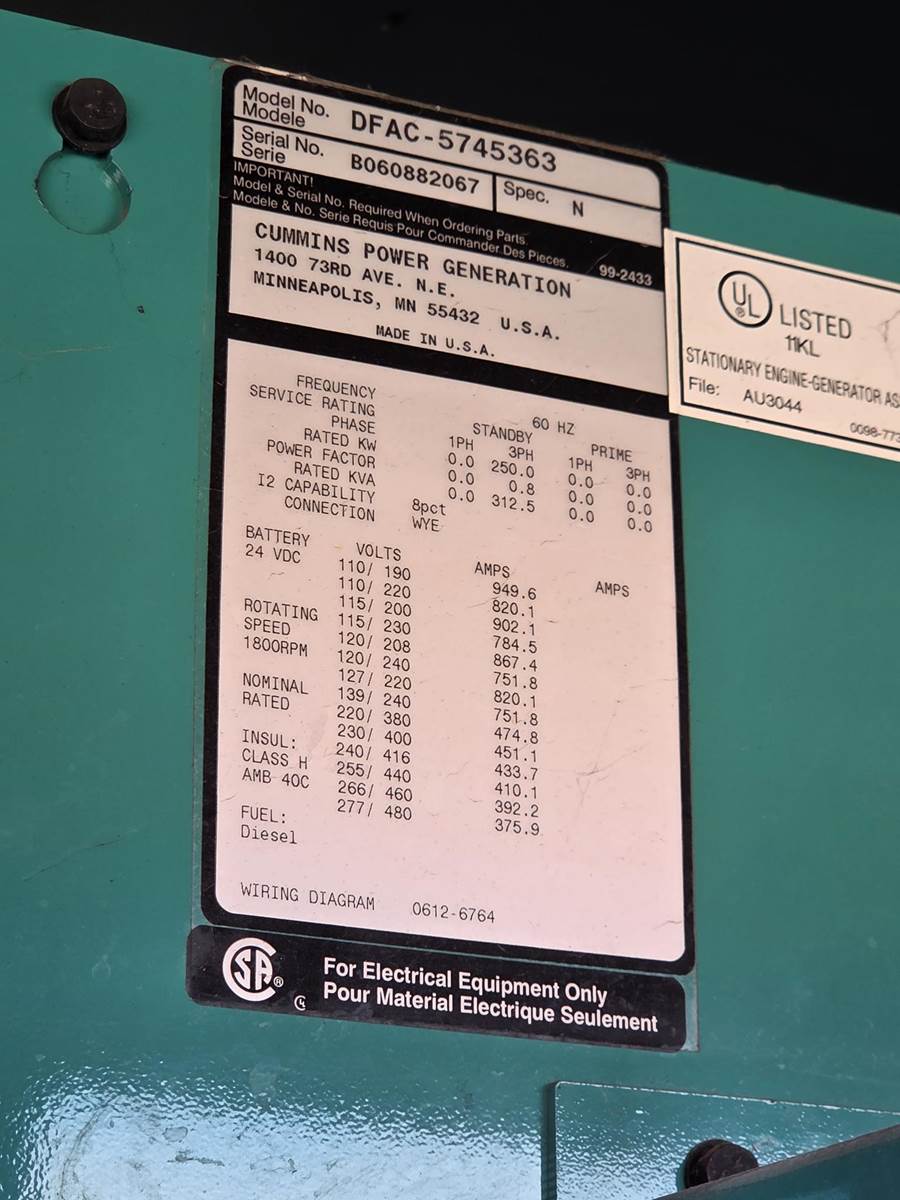 Model No. DFAC-5745363
Modele
Serial No. B060882067 Spec. N
Serie
IMPORTANT!
Model & Serial No. Required When Ordering Parts.
Modele & No. Serie Requis Pour Commander Des Pieces. 99-2433
CUMMINS POWER GENERATION
1400 73RD AVE. N.E.
MINNEAPOLIS, MN 55432 U.S.A.
MADE IN U.S.A.
FREQUENCY 60 HZ
SERVICE RATING STANDBY PRIME
PHASE 1PH 3PH 1PH 3PH
RATED KW 0.0 250.0 0.0 0.0
POWER FACTOR 0.0 0.8 0.0 0.0
RATED KVA 0.0 312.5 0.0 0.0
I2 CAPABILITY 8pct
CONNECTION WYE
BATTERY
24 VDC
ROTATING
SPEED
1800RPM
NOMINAL
RATED
INSUL:
CLASS H
AMB 40C
FUEL:
Diesel
VOLTS AMPS AMPS
110/ 190 949.6
110/ 220 820.1
115/ 200 902.1
115/ 230 784.5
120/ 208 867.4
120/ 240 751.8
127/ 220 820.1
139/ 240 751.8
220/ 380 474.8
230/ 400 451.1
240/ 416 433.7
255/ 440 410.1
266/ 460 392.2
277/ 480 375.9
WIRING DIAGRAM 0612-6764
SA ®
For Electrical Equipment Only
Pour Material Electrique Seulement
UL ® LISTED
11KL
STATIONARY ENGINE-GENERATOR AS
File: AU3044
0098-773